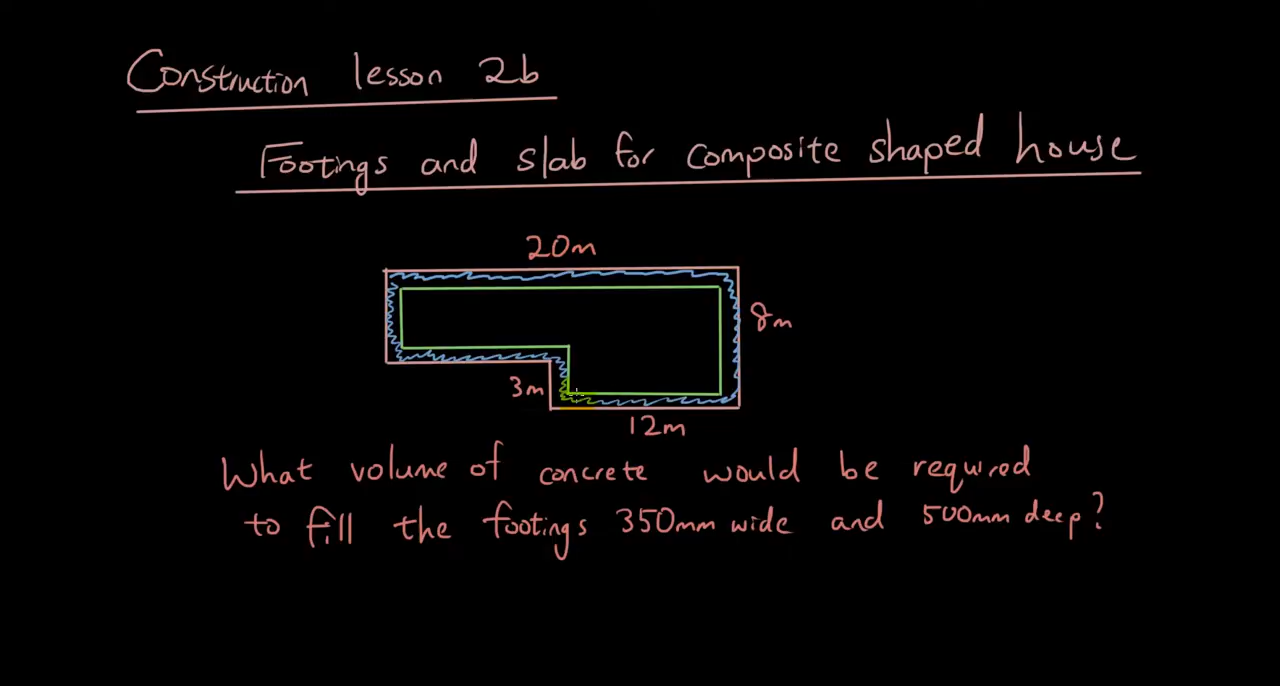 Construction lesson 2b
Footings and slab for composite shaped house
20m
8m
3m
12m
What volume of concrete would be required
to fill the footings 350mm wide and 500mm deep?